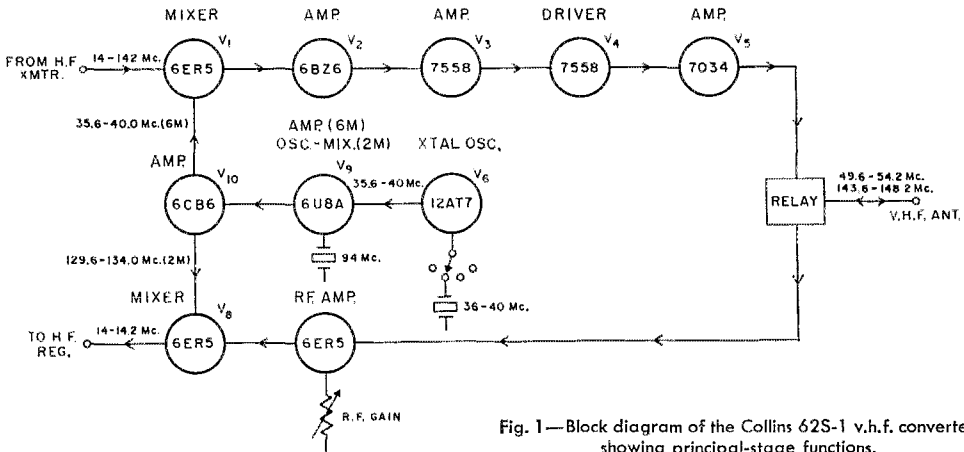 MIXER
AMP.
AMP.
DRIVER
AMP.
FROM H.F.
XMTR.
14-142 Mc.
V1
6ER5
V2
6BZ6
V3
7558
V4
7558
V5
7034
35.6-40.0 Mc.(6M)
AMP.
V10
6CB6
AMP.(6M)
OSC.-MIX.(2M)
V9
6U8A
94 Mc.
35.6-40 Mc.
XTAL OSC.
V6
12AT7
36-40 Mc.
RELAY
49.6-54.2 Mc.
143.6-148.2 Mc.
V.H.F. ANT.
129.6-134.0 Mc.(2M)
MIXER
V8
6ER5
TO H.F.
REG.
14-14.2 Mc.
R.F. AMP.
6ER5
R.F. GAIN
Fig. 1—Block diagram of the Collins 62S-1 v.h.f. converte
showing principal-stage functions.